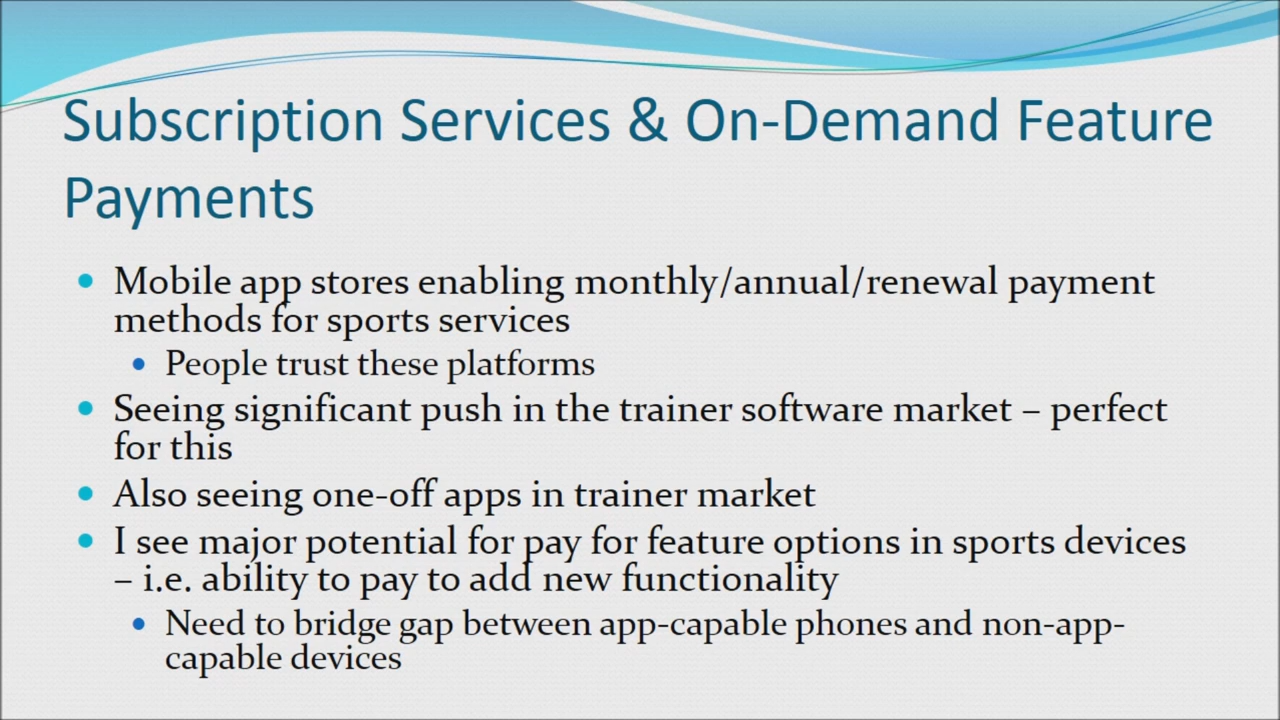 Subscription Services & On-Demand Feature
Payments
Mobile app stores enabling monthly/annual/renewal payment
methods for sports services
People trust these platforms
Seeing significant push in the trainer software market – perfect
for this
Also seeing one-off apps in trainer market
I see major potential for pay for feature options in sports devices
– i.e. ability to pay to add new functionality
Need to bridge gap between app-capable phones and non-app-
capable devices